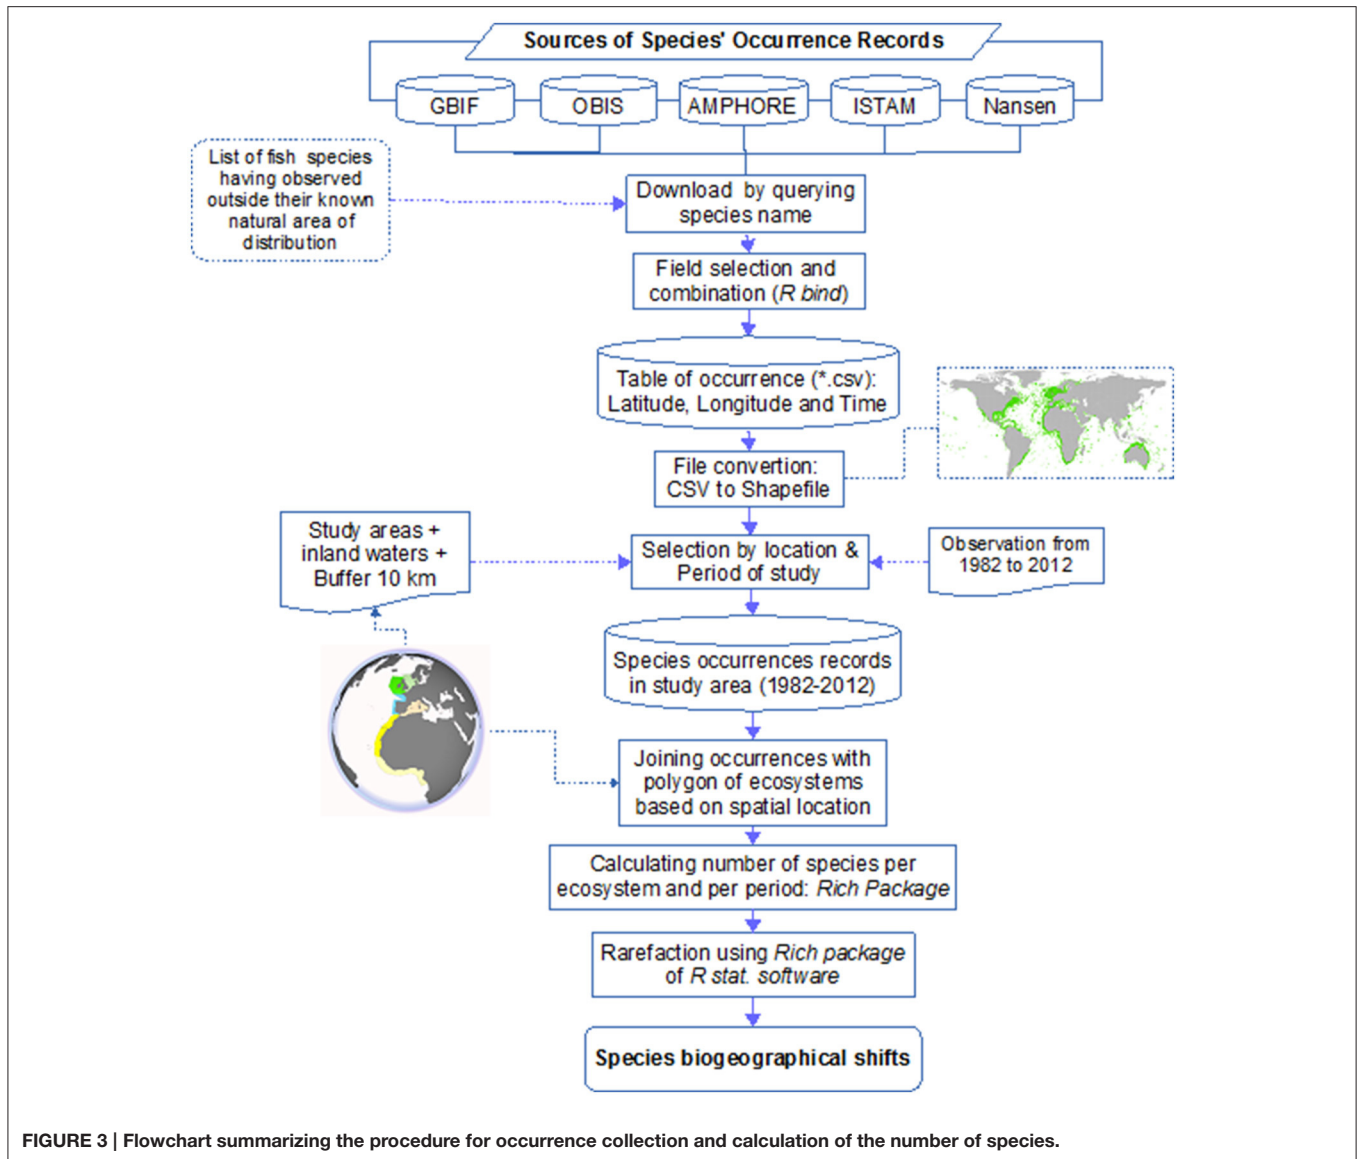 Sources of Species' Occurrence Records
GBIF
OBIS
AMPHORE
ISTAM
Nansen
List of fish species
having observed
outside their known
natural area of
distribution
Download by querying
species name
Field selection and
combination (R bind)
Table of occurrence (*.csv):
Latitude, Longitude and Time
File convertion:
CSV to Shapefile
Study areas +
inland waters +
Buffer 10 km
Selection by location &
Period of study
Observation from
1982 to 2012
Species occurrences records
in study area (1982-2012)
Joining occurrences with
polygon of ecosystems
based on spatial location
Calculating number of species per
ecosystem and per period: Rich Package
Rarefaction using Rich package
of R stat. software
Species biogeographical shifts
FIGURE 3 | Flowchart summarizing the procedure for occurrence collection and calculation of the number of species.